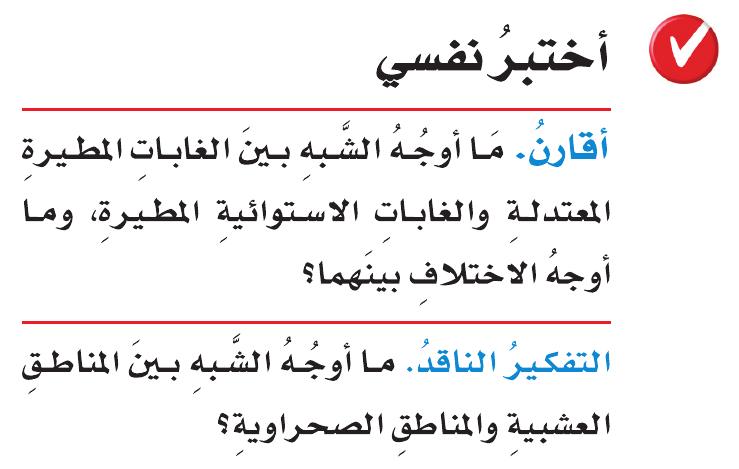 أختبرُ نفسي
أقارنُ. مَا أوجُهُ الشَّبهِ بينَ الغاباتِ المطيرةِ
المعتدلةِ والغاباتِ الاستوائيةِ المطيرةِ، وما
أوجهُ الاختلافِ بينَهما؟
التفكيرُ الناقدُ. ما أوجُهُ الشَّبهِ بينَ المناطقِ
العشبيةِ والمناطقِ الصحراويةِ؟